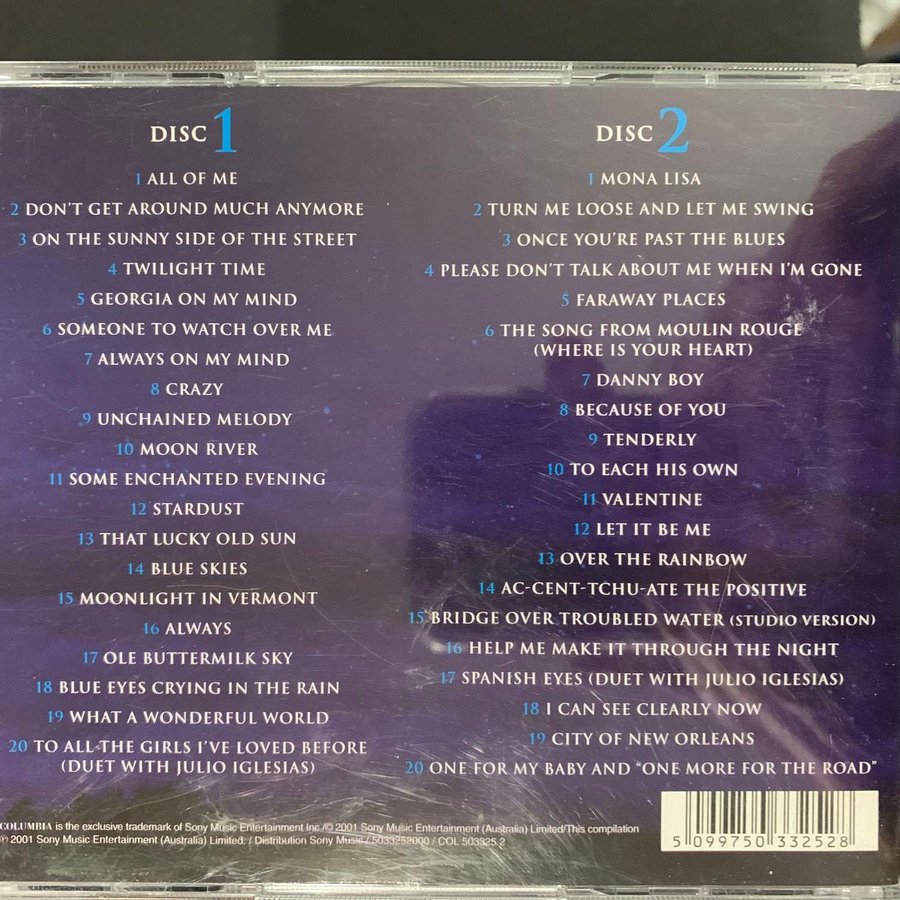 DISC 1
1 ALL OF ME
2 DON'T GET AROUND MUCH ANYMORE
3 ON THE SUNNY SIDE OF THE STREET
4 TWILIGHT TIME
5 GEORGIA ON MY MIND
6 SOMEONE TO WATCH OVER ME
7 ALWAYS ON MY MIND
8 CRAZY
9 UNCHAINED MELODY
10 MOON RIVER
11 SOME ENCHANTED EVENING
12 STARDUST
13 THAT LUCKY OLD SUN
14 BLUE SKIES
15 MOONLIGHT IN VERMONT
16 ALWAYS
17 OLE BUTTERMILK SKY
18 BLUE EYES CRYING IN THE RAIN
19 WHAT A WONDERFUL WORLD
20 TO ALL THE GIRLS I'VE LOVED BEFORE
(DUET WITH JULIO IGLESIAS)
DISC 2
1 MONA LISA
2 TURN ME LOOSE AND LET ME SWING
3 ONCE YOU'RE PAST THE BLUES
4 PLEASE DON'T TALK ABOUT ME WHEN I'M GONE
5 FARAWAY PLACES
6 THE SONG FROM MOULIN ROUGE
(WHERE IS YOUR HEART)
7 DANNY BOY
8 BECAUSE OF YOU
9 TENDERLY
10 TO EACH HIS OWN
11 VALENTINE
12 LET IT BE ME
13 OVER THE RAINBOW
14 AC-CENT-TCHU-ATE THE POSITIVE
15 BRIDGE OVER TROUBLED WATER (STUDIO VERSION)
16 HELP ME MAKE IT THROUGH THE NIGHT
17 SPANISH EYES (DUET WITH JULIO IGLESIAS)
18 I CAN SEE CLEARLY NOW
19 CITY OF NEW ORLEANS
20 ONE FOR MY BABY AND "ONE MORE FOR THE ROAD"
COLUMBIA is the exclusive trademark of Sony Music Entertainment Inc./© 2001 Sony Music Entertainment (Australia) Limited/This compilation
℗ 2001 Sony Music Entertainment (Australia) Limited. / Distribution Sony Music / 5033252000 / COL 503325 2
5 099750 332528